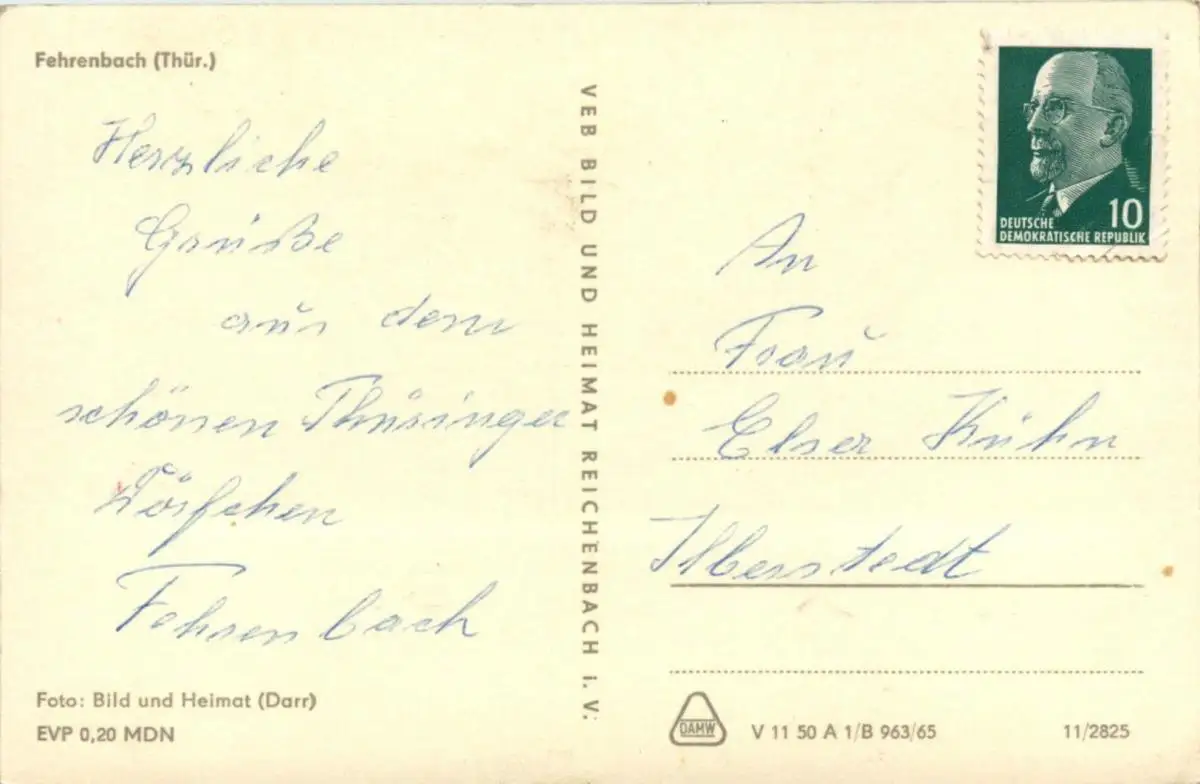 Fehrenbach (Thür.)
Herzliche
Grüße
aus dem
schönen Thüringer
Dörfchen
Fehrenbach
Foto: Bild und Heimat (Darr)
EVP 0,20 MDN
VEB BILD UND HEIMAT REICHENBACH i. V.
10
DEUTSCHE
DEMOKRATISCHE REPUBLIK
An
Frau
Elser Kühn
Ilberstedt
DAMW
V 11 50 A 1/B 963/65
11/2825